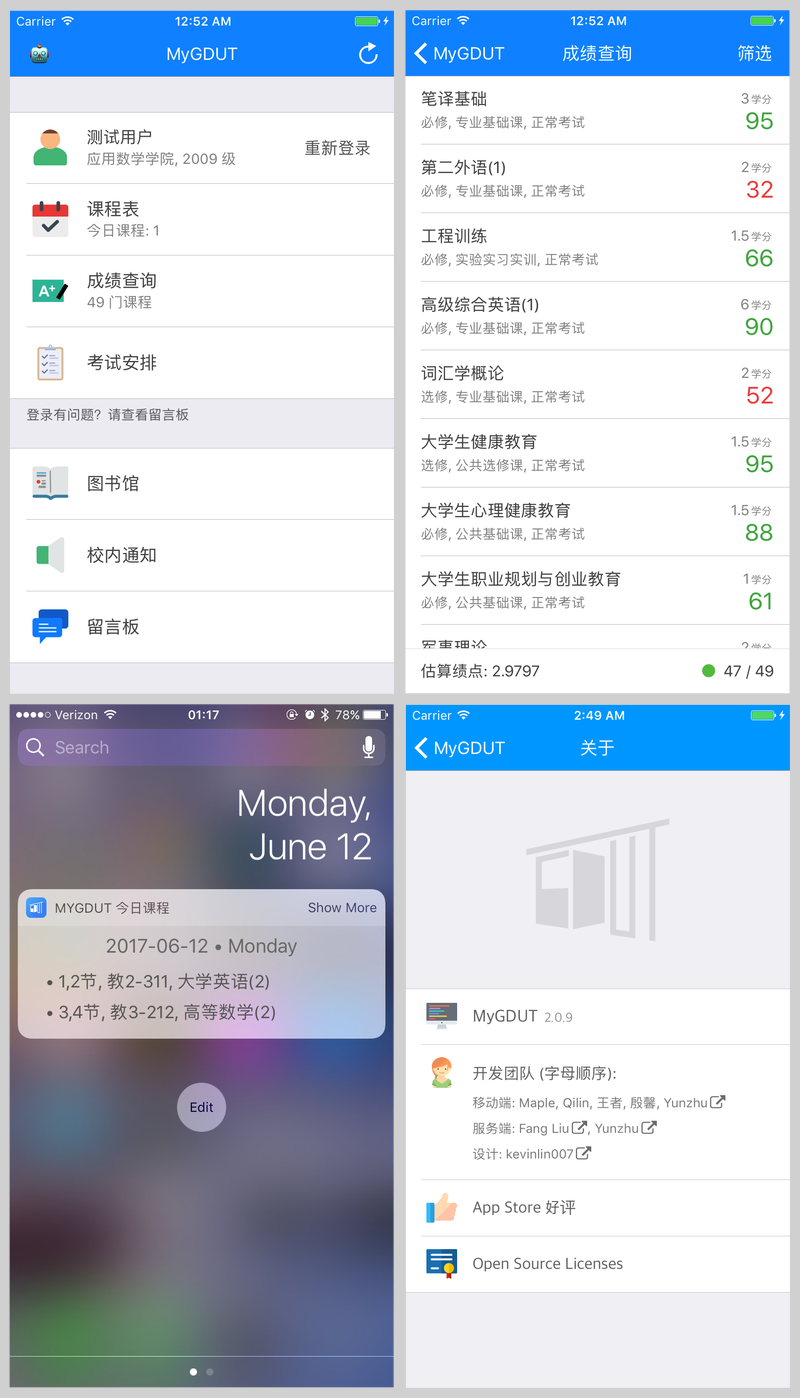 Carrier 12:52 AM
MyGDUT
测试用户
应用数学学院, 2009 级
重新登录
课程表
今日课程: 1
A+
成绩查询
49 门课程
考试安排
登录有问题? 请查看留言板
图书馆
校内通知
留言板
Carrier 12:52 AM
MyGDUT 成绩查询 筛选
笔译基础 3学分
必修, 专业基础课, 正常考试 95
第二外语(1) 2学分
必修, 专业基础课, 正常考试 32
工程训练 1.5学分
必修, 实验实习实训, 正常考试 66
高级综合英语(1) 6学分
必修, 专业基础课, 正常考试 90
词汇学概论 2学分
选修, 专业基础课, 正常考试 52
大学生健康教育 1.5学分
选修, 公共选修课, 正常考试 95
大学生心理健康教育 1.5学分
必修, 公共基础课, 正常考试 88
大学生职业规划与创业教育 1学分
必修, 公共基础课, 正常考试 61
军事理论 2学分
估算绩点: 2.9797 47 / 49
Verizon 01:17 78%
Search
Monday,
June 12
MYGDUT 今日课程 Show More
2017-06-12 • Monday
• 1,2节, 教2-311, 大学英语(2)
• 3,4节, 教3-212, 高等数学(2)
Edit
Carrier 2:49 AM
MyGDUT 关于
MyGDUT 2.0.9
开发团队 (字母顺序):
移动端: Maple, Qilin, 王者, 殷馨, Yunzhu
服务端: Fang Liu, Yunzhu
设计: kevinlin007
App Store 好评
Open Source Licenses